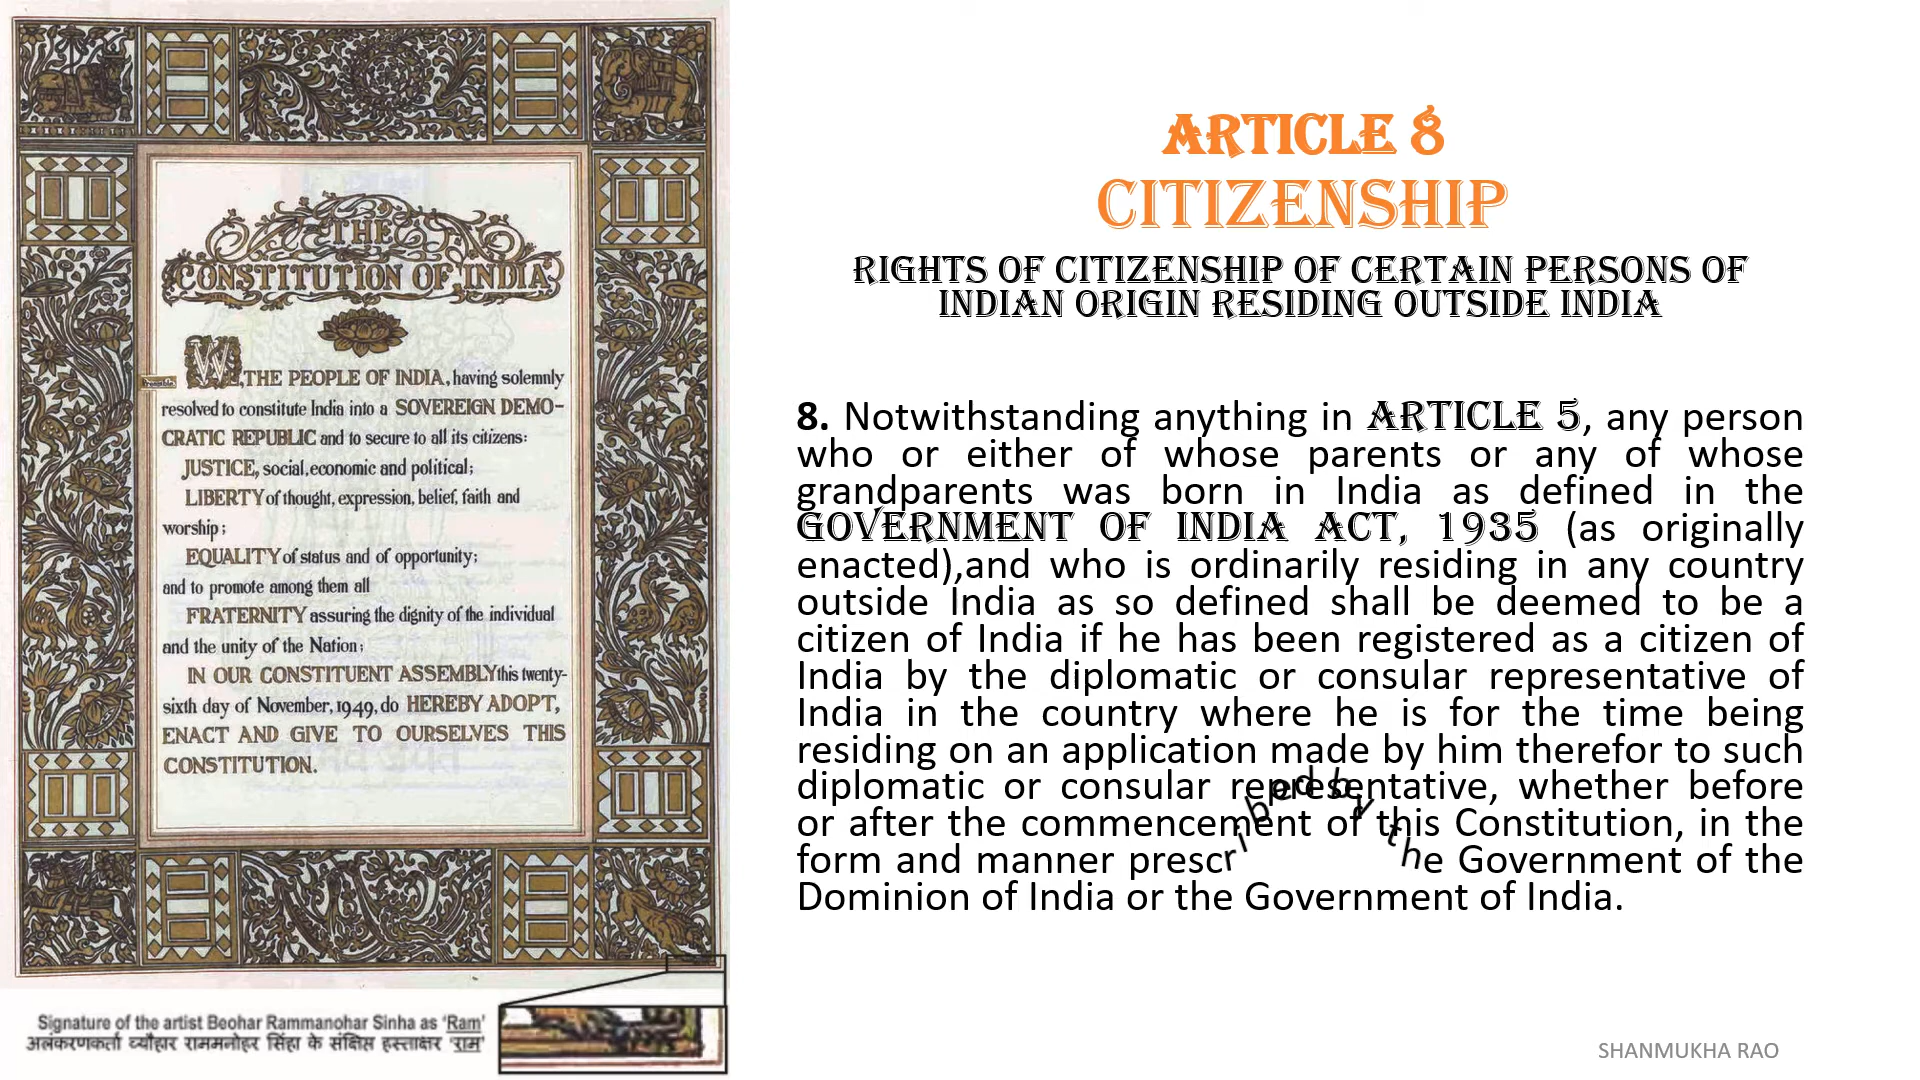 THE
CONSTITUTION OF INDIA
Preamble.
WE, THE PEOPLE OF INDIA, having solemnly
resolved to constitute India into a SOVEREIGN DEMO-
CRATIC REPUBLIC and to secure to all its citizens:
JUSTICE, social, economic and political;
LIBERTY of thought, expression, belief, faith and
worship;
EQUALITY of status and of opportunity;
and to promote among them all
FRATERNITY assuring the dignity of the individual
and the unity of the Nation;
IN OUR CONSTITUENT ASSEMBLY this twenty-
sixth day of November, 1949, do HEREBY ADOPT,
ENACT AND GIVE TO OURSELVES THIS
CONSTITUTION.
Signature of the artist Beohar Rammanohar Sinha as 'Ram'
अलंकरणकर्ता व्यौहार राममनोहर सिंहा के संक्षिप्त हस्ताक्षर 'राम'
ARTICLE 8
CITIZENSHIP
RIGHTS OF CITIZENSHIP OF CERTAIN PERSONS OF
INDIAN ORIGIN RESIDING OUTSIDE INDIA
8. Notwithstanding anything in ARTICLE 5, any person
who or either of whose parents or any of whose
grandparents was born in India as defined in the
GOVERNMENT OF INDIA ACT, 1935 (as originally
enacted),and who is ordinarily residing in any country
outside India as so defined shall be deemed to be a
citizen of India if he has been registered as a citizen of
India by the diplomatic or consular representative of
India in the country where he is for the time being
residing on an application made by him therefor to such
diplomatic or consular representative, whether before
or after the commencement of this Constitution, in the
form and manner prescribed by the Government of the
Dominion of India or the Government of India.
SHANMUKHA RAO